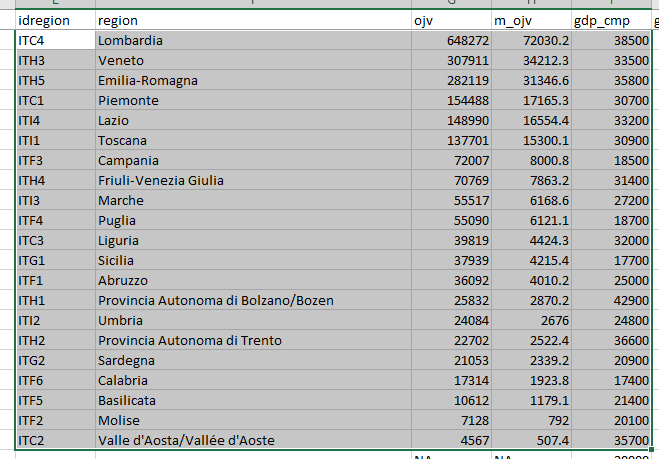 idregion region ojv m_ojv gdp_cmp g
ITC4 Lombardia 648272 72030.2 38500
ITH3 Veneto 307911 34212.3 33500
ITH5 Emilia-Romagna 282119 31346.6 35800
ITC1 Piemonte 154488 17165.3 30700
ITI4 Lazio 148990 16554.4 33200
ITI1 Toscana 137701 15300.1 30900
ITF3 Campania 72007 8000.8 18500
ITH4 Friuli-Venezia Giulia 70769 7863.2 31400
ITI3 Marche 55517 6168.6 27200
ITF4 Puglia 55090 6121.1 18700
ITC3 Liguria 39819 4424.3 32000
ITG1 Sicilia 37939 4215.4 17700
ITF1 Abruzzo 36092 4010.2 25000
ITH1 Provincia Autonoma di Bolzano/Bozen 25832 2870.2 42900
ITI2 Umbria 24084 2676 24800
ITH2 Provincia Autonoma di Trento 22702 2522.4 36600
ITG2 Sardegna 21053 2339.2 20900
ITF6 Calabria 17314 1923.8 17400
ITF5 Basilicata 10612 1179.1 21400
ITF2 Molise 7128 792 20100
ITC2 Valle d'Aosta/Vallée d'Aoste 4567 507.4 35700